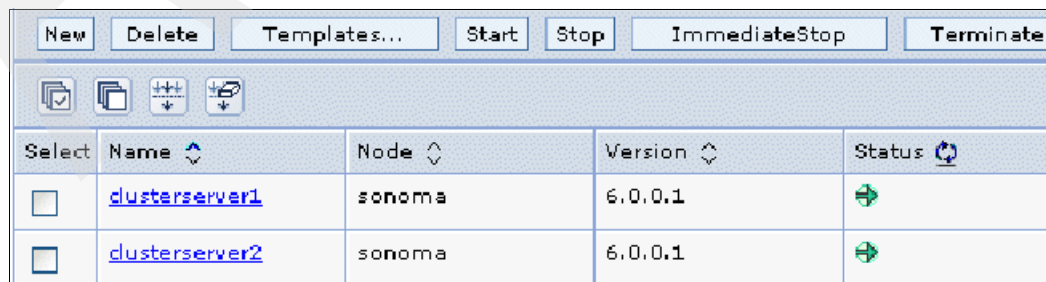 New Delete Templates... Start Stop ImmediateStop Terminate
Select Name Node Version Status
clusterserver1 sonoma 6.0.0.1
clusterserver2 sonoma 6.0.0.1